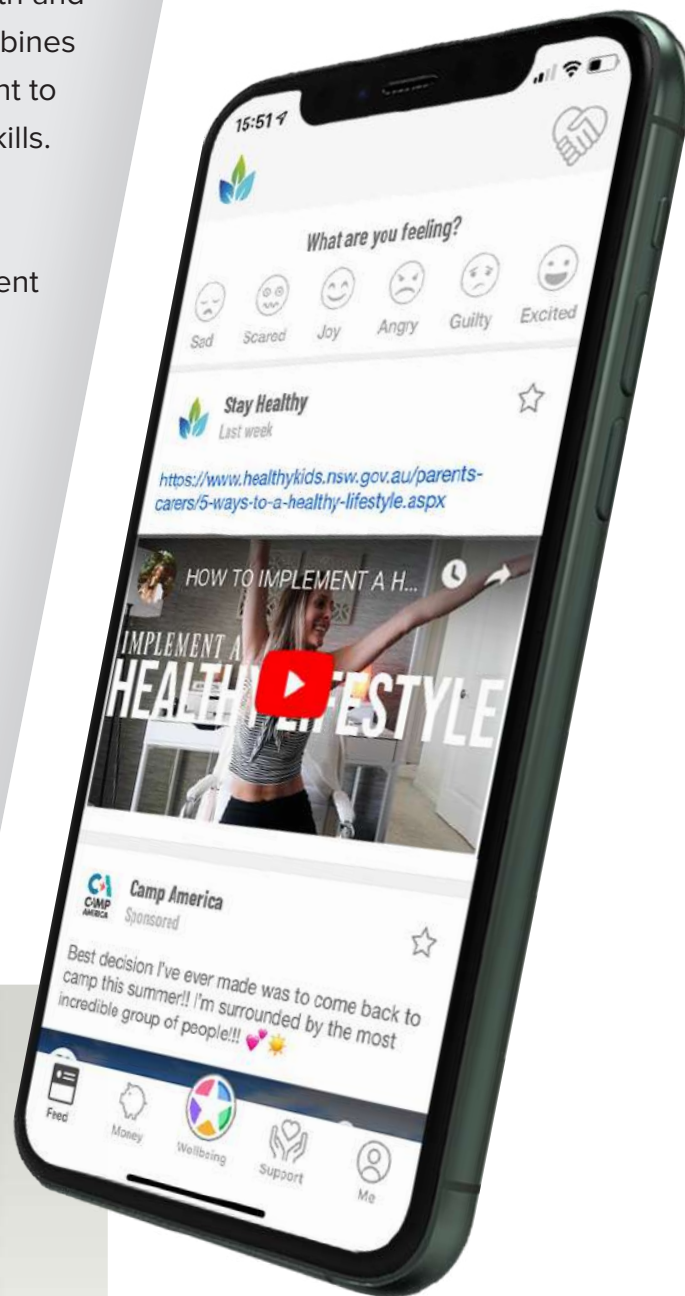 th and
bines
nt to
kills.
ent
15:51
What are you feeling?
Sad
Scared
Joy
Angry
Guilty
Excited
Stay Healthy
Last week
https://www.healthykids.nsw.gov.au/parents-
carers/5-ways-to-a-healthy-lifestyle.aspx
HOW TO IMPLEMENT A H...
IMPLEMENT A
HEALTHY LIFESTYLE
CAMP
AMERICA
Camp America
Sponsored
Best decision I've ever made was to come back to
camp this summer!! I'm surrounded by the most
incredible group of people!!! 💕☀️
Feed
Money
Wellbeing
Support
Me